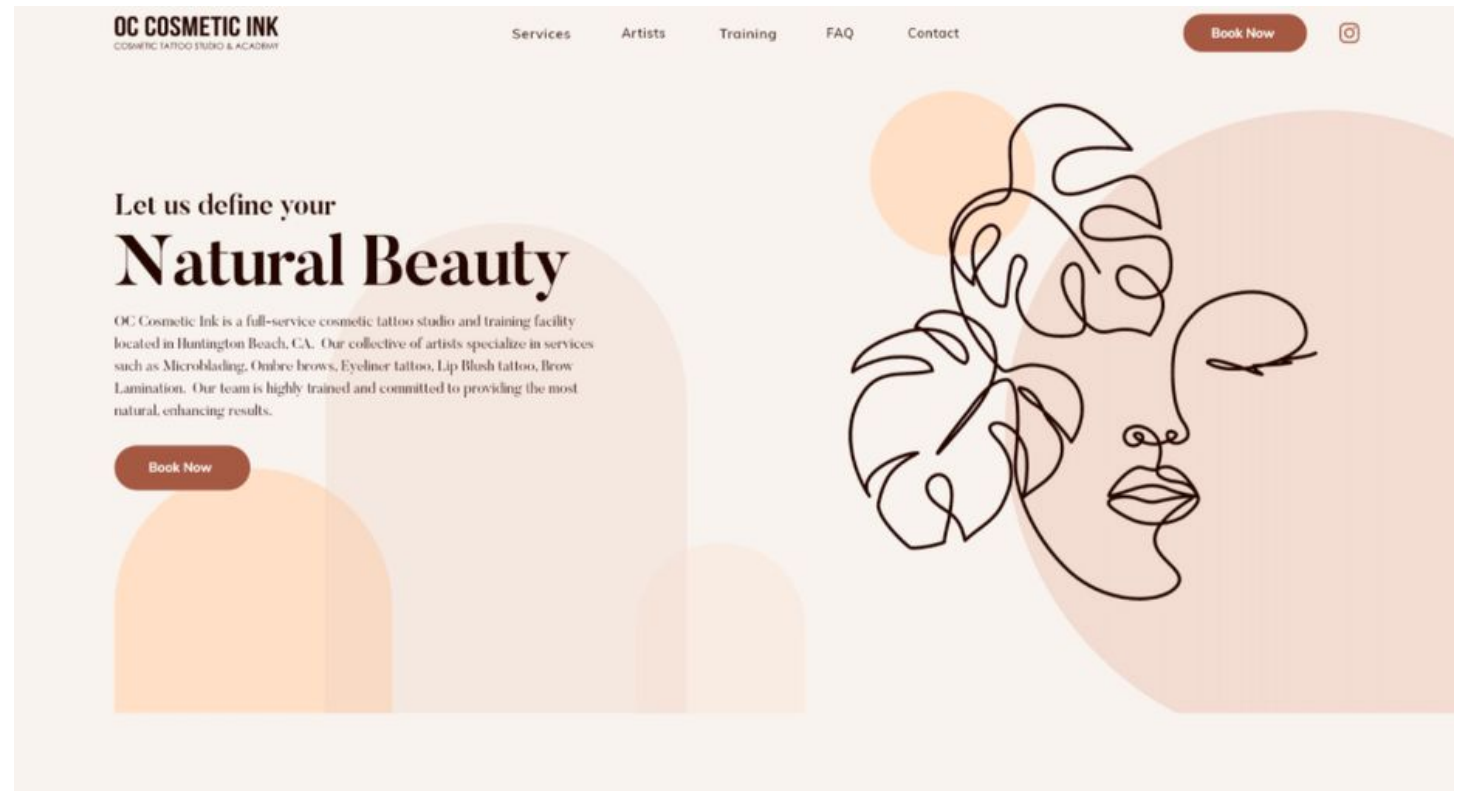 OC COSMETIC INK
COSMETIC TATTOO STUDIO & ACADEMY
Services Artists Training FAQ Contact
Book Now
Let us define your
Natural Beauty
OC Cosmetic Ink is a full-service cosmetic tattoo studio and training facility
located in Huntington Beach, CA. Our collective of artists specialize in services
such as Microblading, Ombre brows, Eyeliner tattoo, Lip Blush tattoo, Brow
Lamination. Our team is highly trained and committed to providing the most
natural, enhancing results.
Book Now